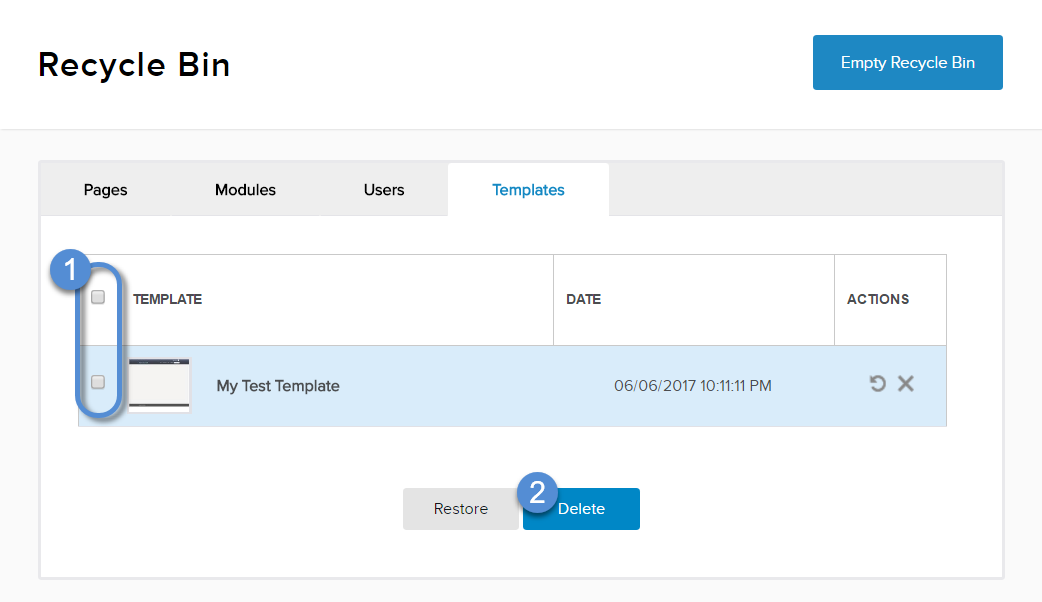 Recycle Bin
Empty Recycle Bin
Pages Modules Users Templates
1
TEMPLATE DATE ACTIONS
My Test Template 06/06/2017 10:11:11 PM
Restore 2 Delete